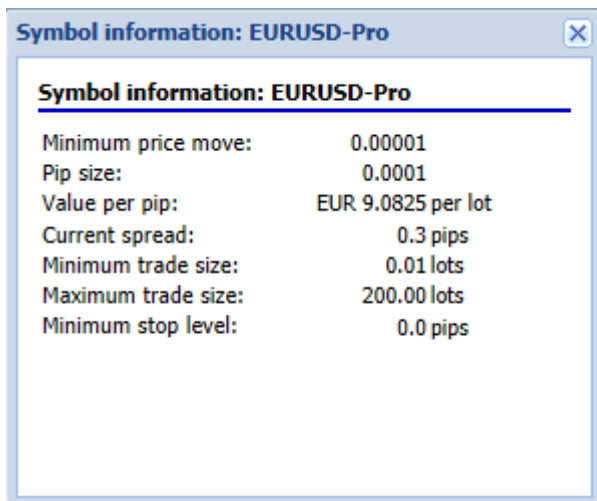 Symbol information: EURUSD-Pro
Symbol information: EURUSD-Pro
Minimum price move: 0.00001
Pip size: 0.0001
Value per pip: EUR 9.0825 per lot
Current spread: 0.3 pips
Minimum trade size: 0.01 lots
Maximum trade size: 200.00 lots
Minimum stop level: 0.0 pips